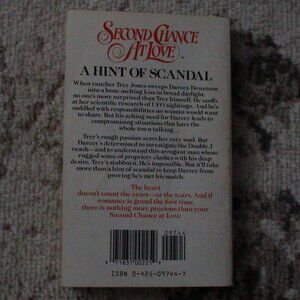 SECOND CHANCE
AT LOVE
A HINT OF SCANDAL
When rancher Trey Jones sweeps Darcey Dennison
into a bone-melting kiss in broad daylight,
no one's more surprised than Trey himself. He scoffs
at her scientific research of UFO sightings. And he's
saddled with responsibilities no woman would want
to share. But his aching need for Darcey leads to
compromising situations that have the
whole town talking...
Trey's rough passion sears her very soul. But
Darcey's determined to investigate the Double J
ranch—and to understand this arrogant man whose
rugged sense of propriety clashes with his deep
desire. Trey's stubborn. He's impossible. But it'll take
more than a hint of scandal to keep Darcey from
proving he's met his match.
The heart
doesn't count the years—or the tears. And if
romance is grand the first time,
there is nothing more precious than your
Second Chance at Love
09744
71831 00225
ISBN 0-425-09744-7